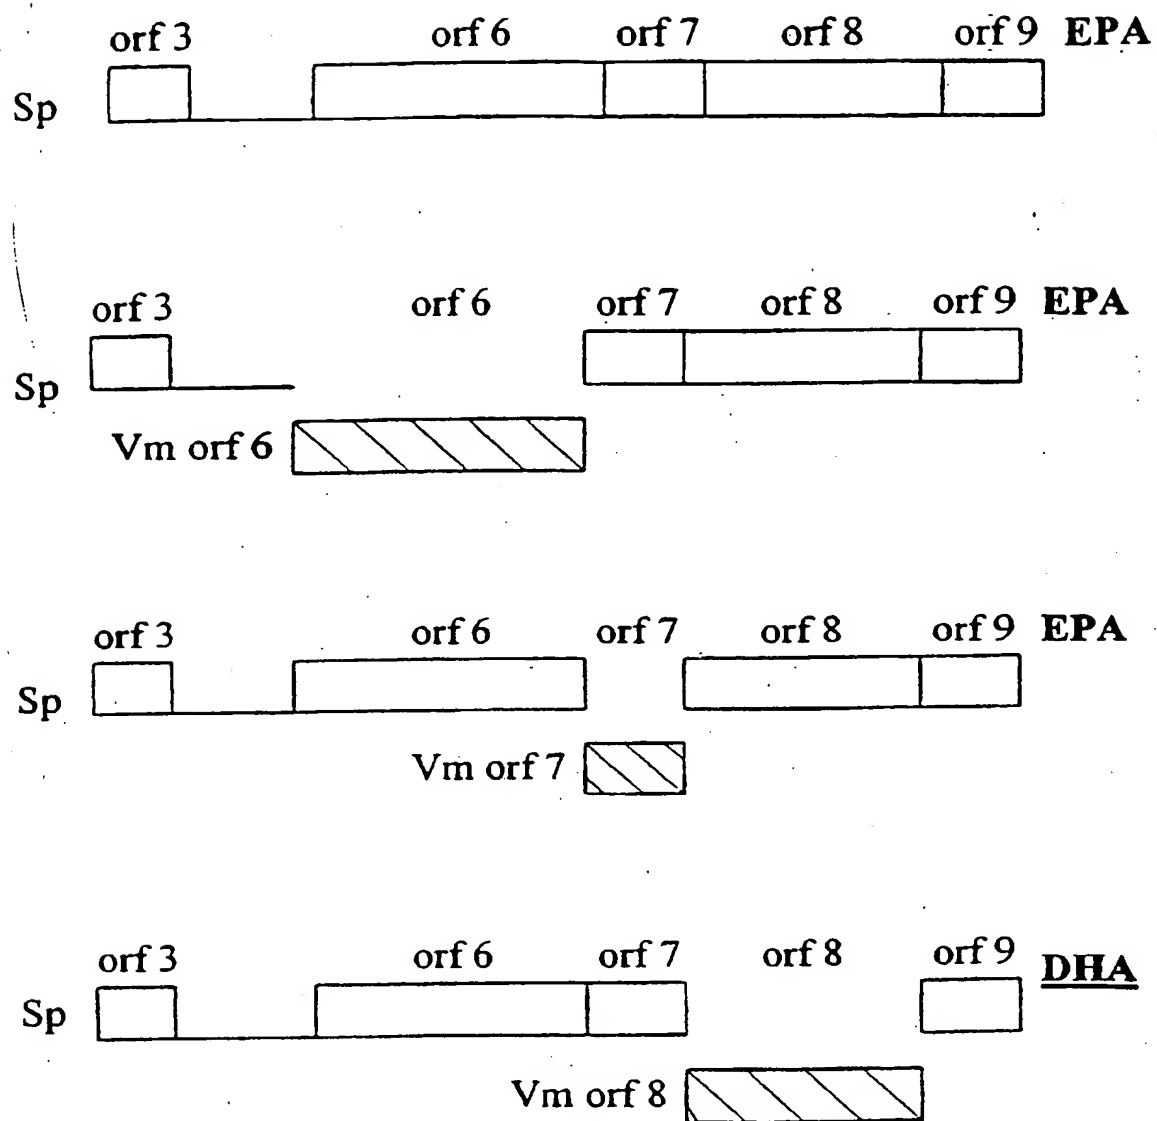 orf 3 orf 6 orf 7 orf 8 orf 9 EPA
Sp
orf 3 orf 6 orf 7 orf 8 orf 9 EPA
Sp
Vm orf 6
orf 3 orf 6 orf 7 orf 8 orf 9 EPA
Sp
Vm orf 7
orf 3 orf 6 orf 7 orf 8 orf 9 DHA
Sp
Vm orf 8